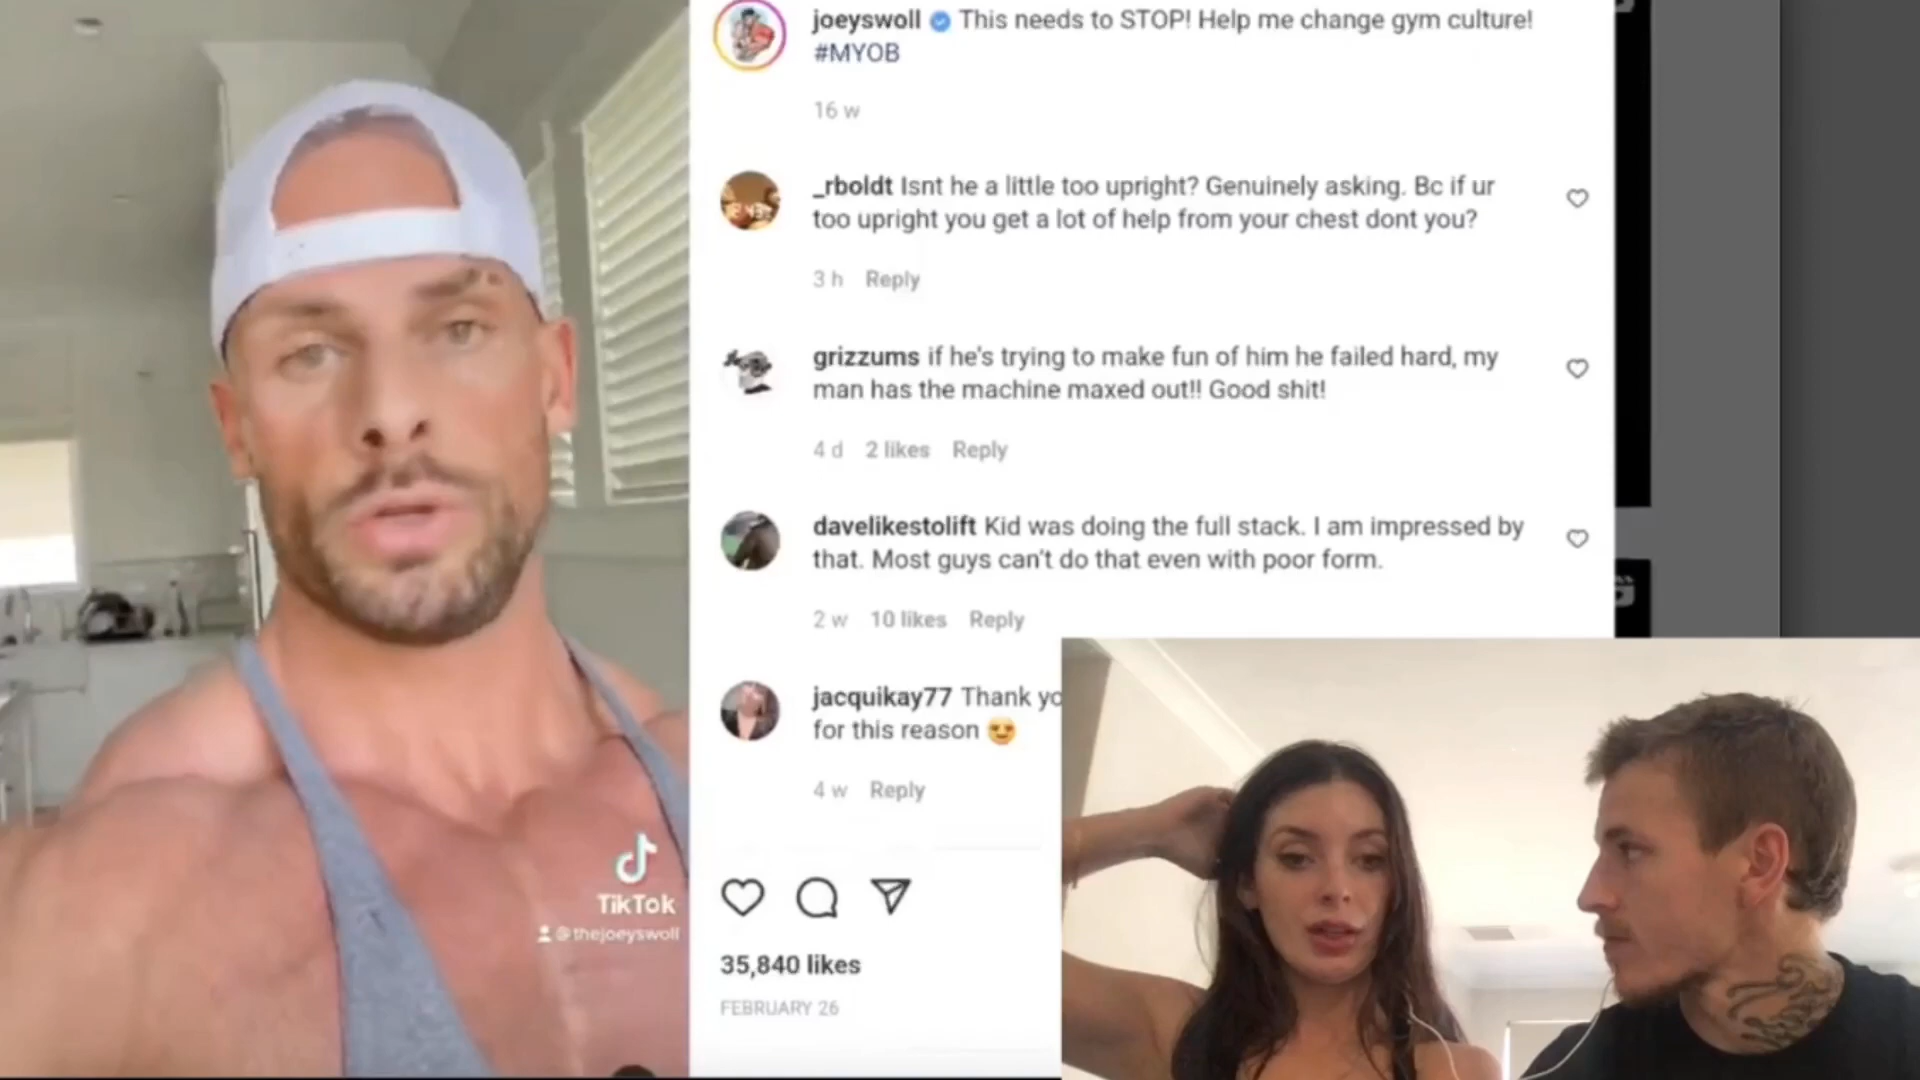 joeyswoll This needs to STOP! Help me change gym culture!
#MYOB
16 w
_rboldt Isnt he a little too upright? Genuinely asking. Bc if ur
too upright you get a lot of help from your chest dont you?
3 h Reply
grizzums if he's trying to make fun of him he failed hard, my
man has the machine maxed out!! Good shit!
4 d 2 likes Reply
davelikestolift Kid was doing the full stack. I am impressed by
that. Most guys can't do that even with poor form.
2 w 10 likes Reply
jacquikay77 Thank yo
for this reason
4 w Reply
35,840 likes
FEBRUARY 26
TikTok
@thejoeyswoll